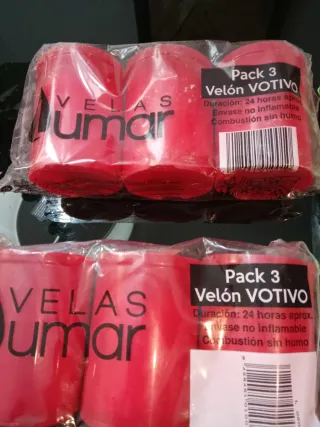 VELAS
lumar
Pack 3
Velón VOTIVO
Duración: 24 horas aprox.
Envase no inflamable
Combustión sin humo
VELAS
umar
Pack 3
Velón VOTIVO
Duración: 24 horas aprox.
Envase no inflamable
Combustión sin humo